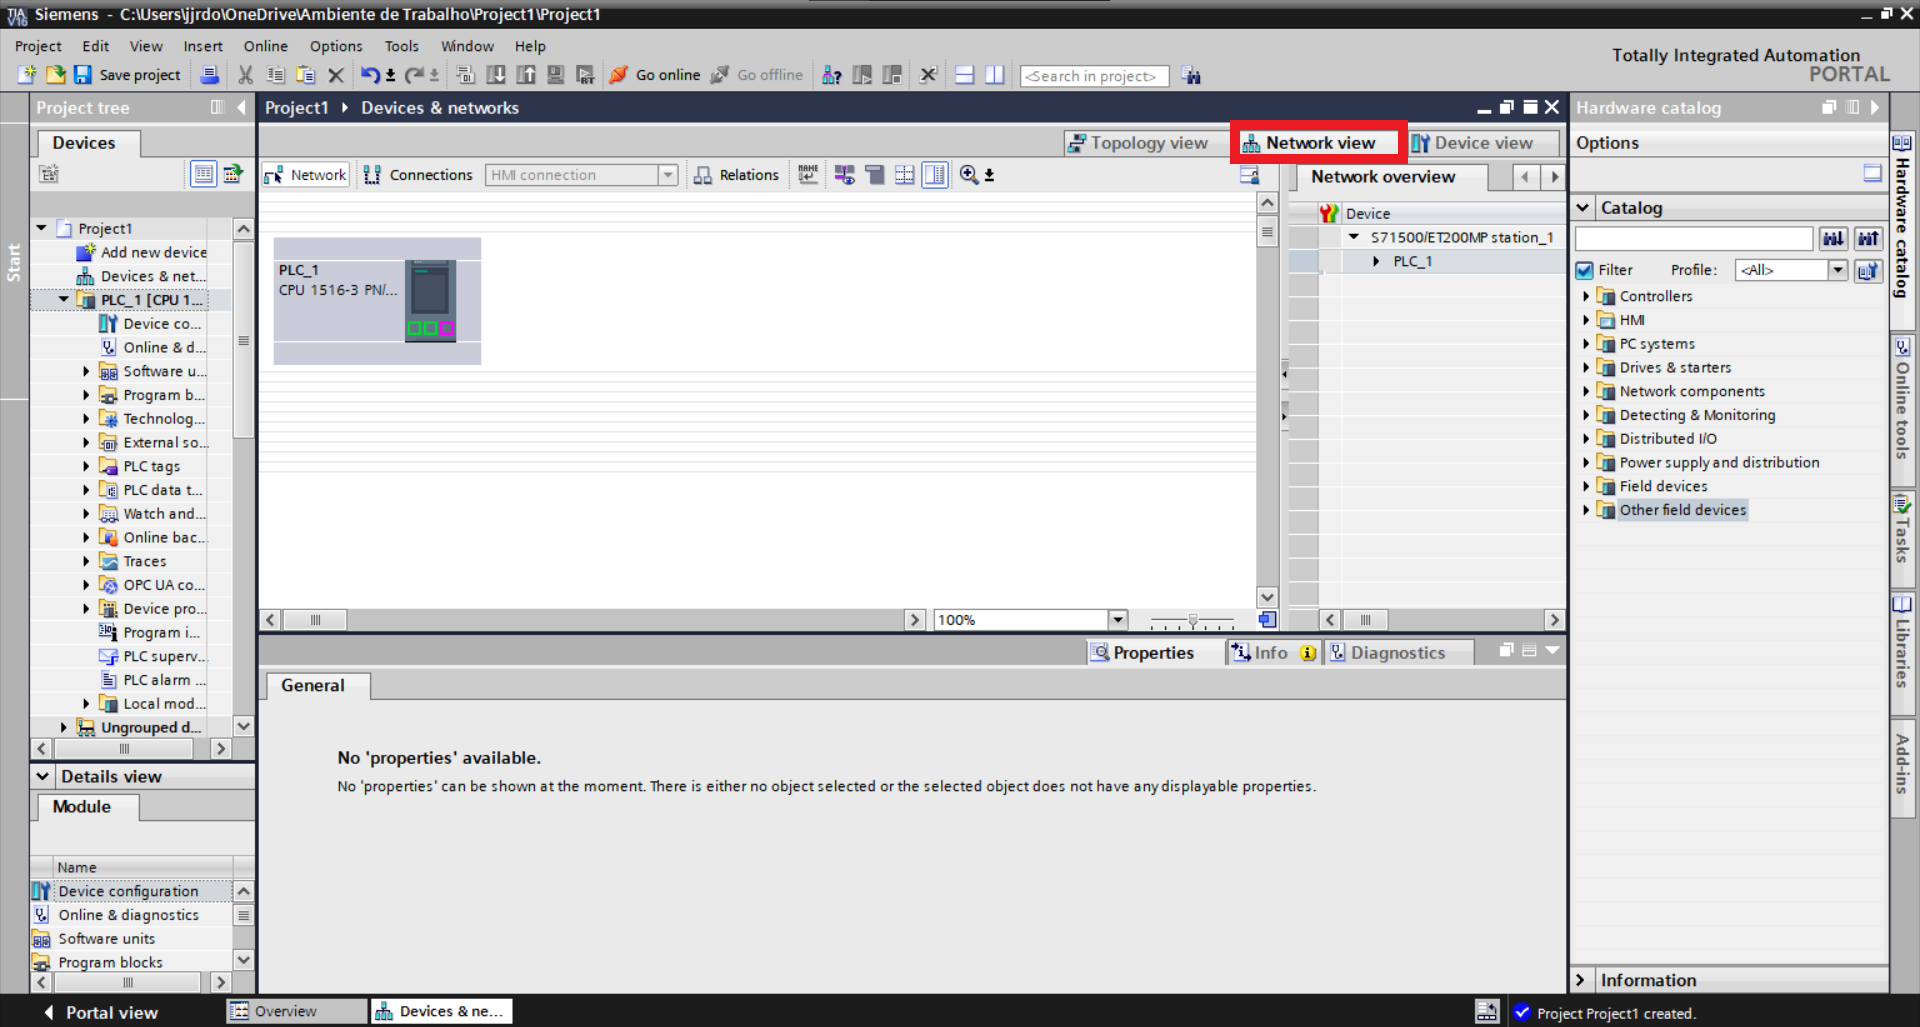 Siemens - C:\Users\jjrdo\OneDrive\Ambiente de Trabalho\Project1\Project1
Project Edit View Insert Online Options Tools Window Help
Totally Integrated Automation
PORTAL
Save project
Go online
Go offline
<Search in project>
Project tree
Project1 Devices & networks
Hardware catalog
Devices
Topology view
Network view
Device view
Options
Network
Connections
HMI connection
Relations
Network overview
Start
Project1
Add new device
Devices & net...
PLC_1 [CPU 1...
Device co...
Online & d...
Software u...
Program b...
Technolog...
External so...
PLC tags
PLC data t...
Watch and...
Online bac...
Traces
OPC UA co...
Device pro...
Program i...
PLC superv...
PLC alarm ...
Local mod...
Ungrouped d...
PLC_1
CPU 1516-3 PN/...
Device
S71500/ET200MP station_1
PLC_1
Catalog
Filter
Profile:
<All>
Controllers
HMI
PC systems
Drives & starters
Network components
Detecting & Monitoring
Distributed I/O
Power supply and distribution
Field devices
Other field devices
Hardware catalog
Online tools
Tasks
Libraries
Add-ins
100%
Properties
Info
Diagnostics
General
No 'properties' available.
No 'properties' can be shown at the moment. There is either no object selected or the selected object does not have any displayable properties.
Details view
Module
Name
Device configuration
Online & diagnostics
Software units
Program blocks
Information
Portal view
Overview
Devices & ne...
Project Project1 created.